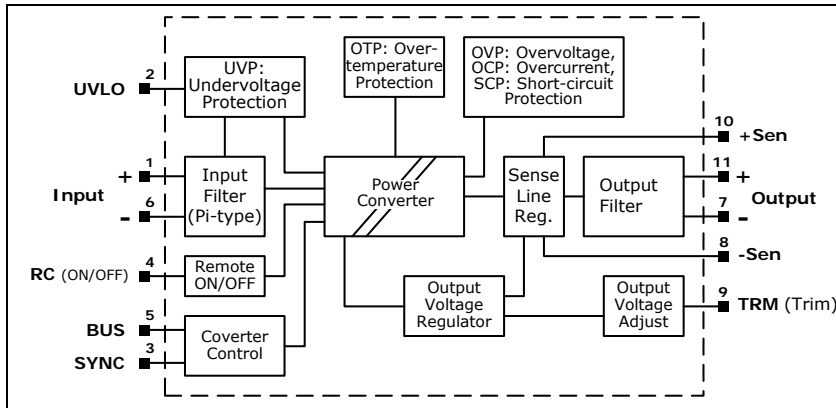 UVLO
2
UVP:
Undervoltage
Protection
OTP: Over-
temperature
Protection
OVP: Overvoltage,
OCP: Overcurrent,
SCP: Short-circuit
Protection
10
+Sen
Input
+
1
-
6
Input
Filter
(Pi-type)
Power
Converter
Sense
Line
Reg.
Output
Filter
11
+
7
-
Output
8
-Sen
RC (ON/OFF)
4
Remote
ON/OFF
Output
Voltage
Regulator
Output
Voltage
Adjust
9
TRM (Trim)
BUS
5
SYNC
3
Coverter
Control